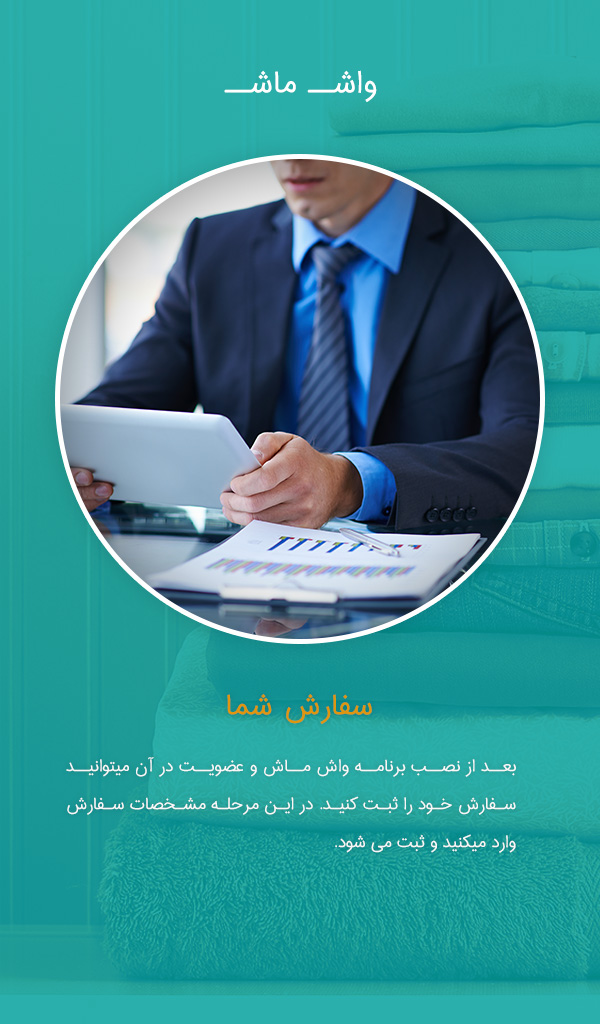 واش ماش
سفارش شما
بعد از نصب برنامه واش ماش و عضویت در آن میتوانید
سفارش خود را ثبت کنید. در این مرحله مشخصات سفارش
وارد میکنید و ثبت می شود.